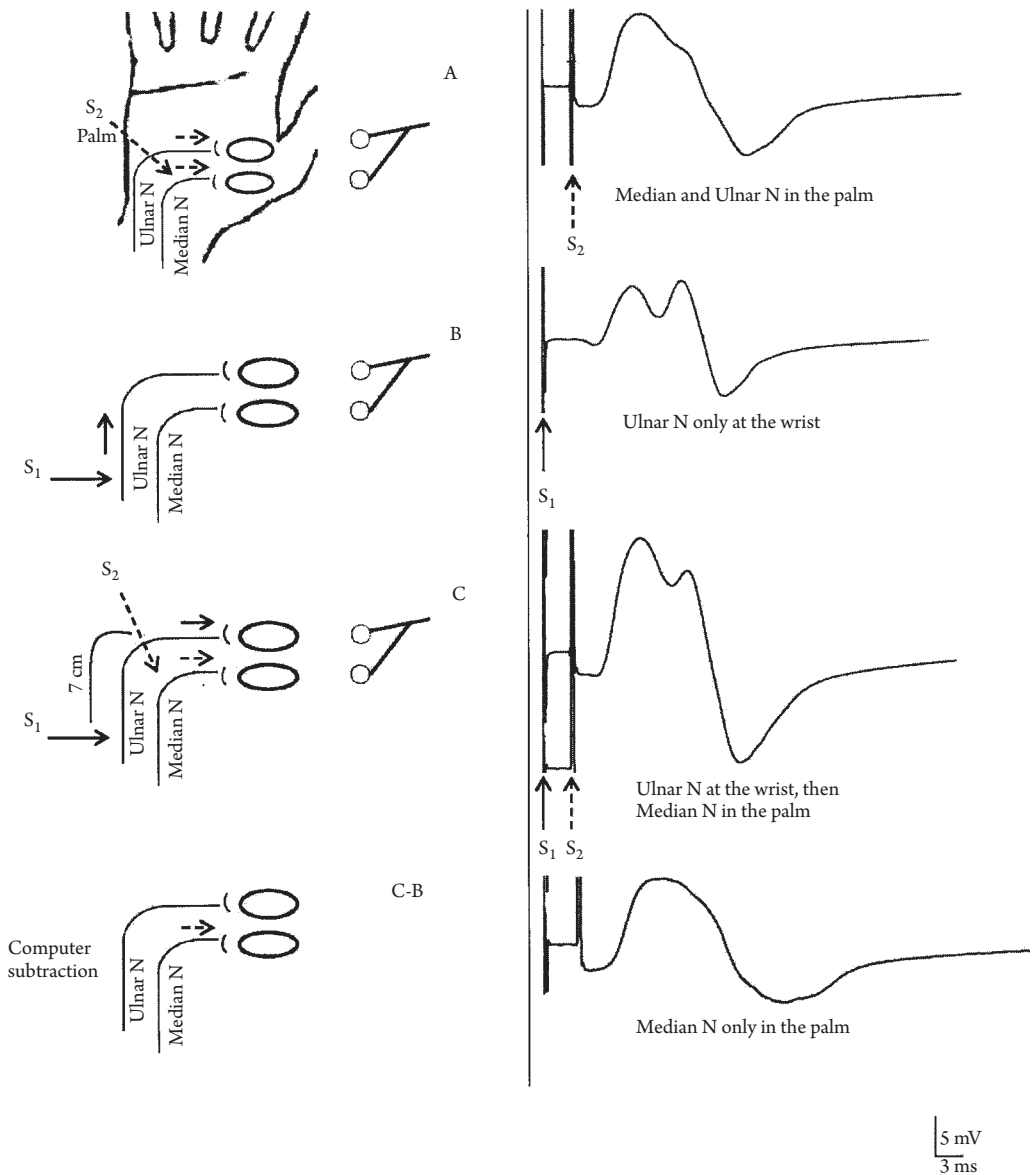 A
S2
Palm
Ulnar N
Median N
Median and Ulnar N in the palm
S2
B
S1
Ulnar N
Median N
Ulnar N only at the wrist
S1
S2
C
7 cm
S1
Ulnar N
Median N
Ulnar N at the wrist, then
Median N in the palm
S1 S2
C-B
Computer
subtraction
Ulnar N
Median N
Median N only in the palm
5 mV
3 ms